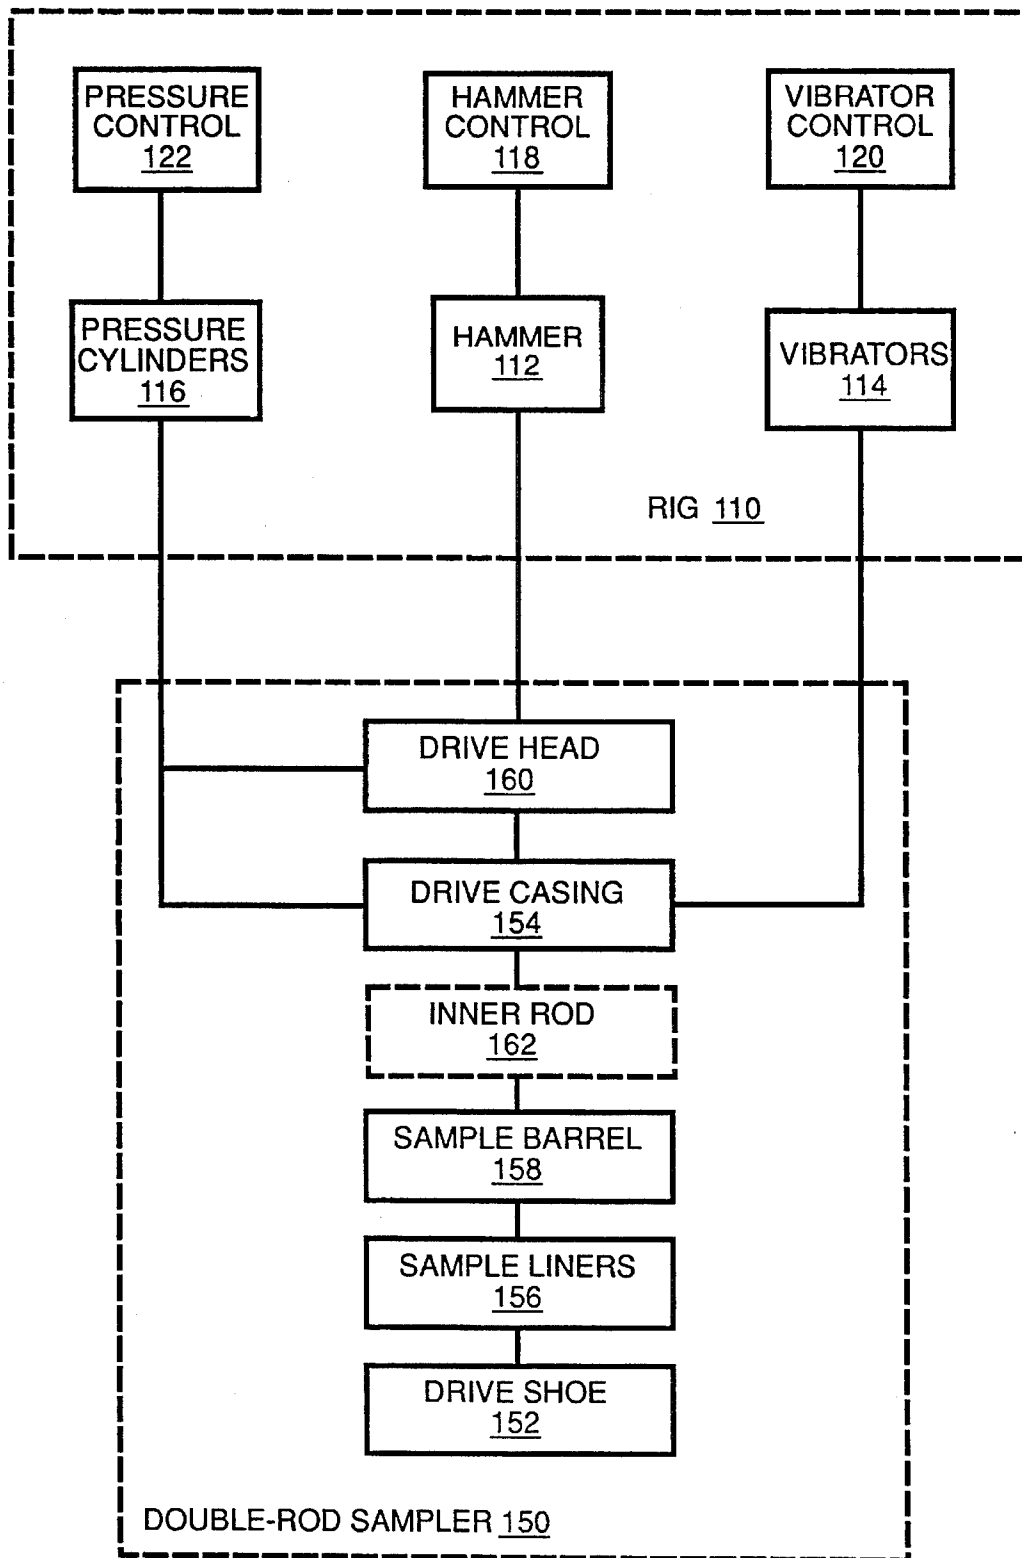 PRESSURE
CONTROL
122
HAMMER
CONTROL
118
VIBRATOR
CONTROL
120
PRESSURE
CYLINDERS
116
HAMMER
112
VIBRATORS
114
RIG 110
DRIVE HEAD
160
DRIVE CASING
154
INNER ROD
162
SAMPLE BARREL
158
SAMPLE LINERS
156
DRIVE SHOE
152
DOUBLE-ROD SAMPLER 150